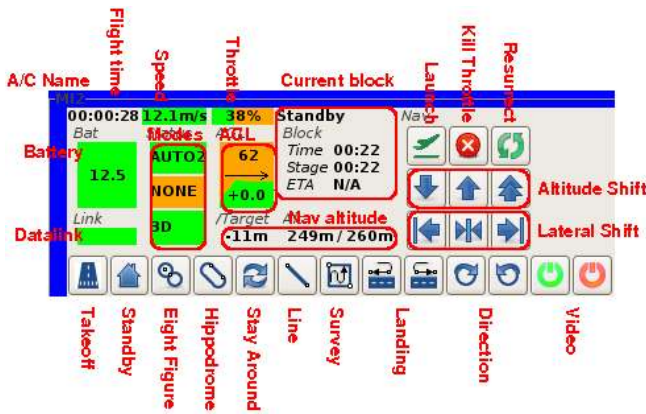 Flight time
Speed
Throttle
Launch
Kill Throttle
Resurrect
A/C Name
Current block
MJ2
00:00:28 12.1m/s 38% Standby
Nav
Bat
Modes
AGL
Block
Battery
12.5
AUTO2
62
Time 00:22
NONE
Stage 00:22
+0.0
ETA N/A
Altitude Shift
Link
3D
/Target
Nav altitude
Datalink
-11m 249m / 260m
Lateral Shift
Takeoff
Standby
Eight Figure
Hippodrome
Stay Around
Line
Survey
Landing
Direction
Video